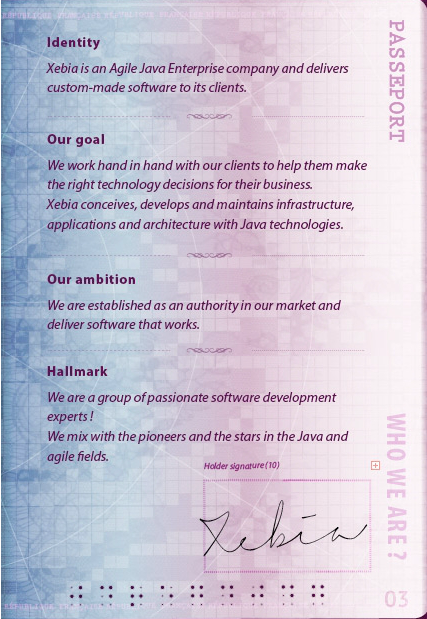 PASSEPORT
Identity
Xebia is an Agile Java Enterprise company and delivers
custom-made software to its clients.
Our goal
We work hand in hand with our clients to help them make
the right technology decisions for their business.
Xebia conceives, develops and maintains infrastructure,
applications and architecture with Java technologies.
Our ambition
We are established as an authority in our market and
deliver software that works.
Hallmark
We are a group of passionate software development
experts !
We mix with the pioneers and the stars in the Java and
agile fields.
Holder signature (10)
Xebia
WHO WE ARE ?
03